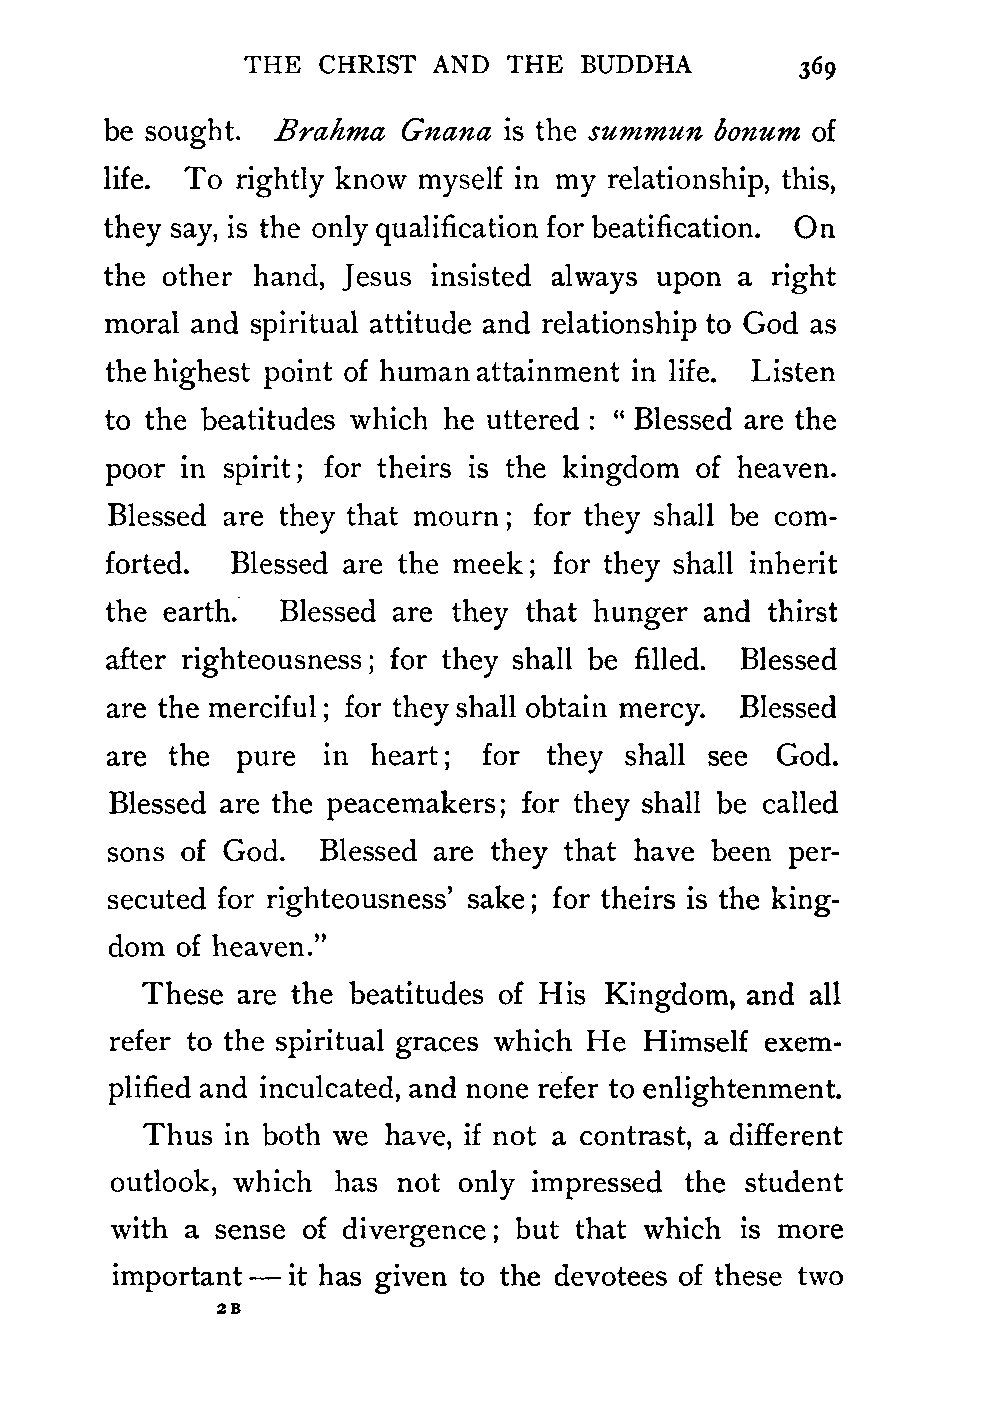 THE CHRIST AND THE BUDDHA 369
be sought. Brahma Gnana is the summun bonum of
life. To rightly know myself in my relationship, this,
they say, is the only qualification for beatification. On
the other hand, Jesus insisted always upon a right
moral and spiritual attitude and relationship to God as
the highest point of human attainment in life. Listen
to the beatitudes which he uttered : “ Blessed are the
poor in spirit; for theirs is the kingdom of heaven.
Blessed are they that mourn; for they shall be com-
forted. Blessed are the meek; for they shall inherit
the earth. Blessed are they that hunger and thirst
after righteousness; for they shall be filled. Blessed
are the merciful; for they shall obtain mercy. Blessed
are the pure in heart; for they shall see God.
Blessed are the peacemakers; for they shall be called
sons of God. Blessed are they that have been per-
secuted for righteousness’ sake; for theirs is the king-
dom of heaven.”
These are the beatitudes of His Kingdom, and all
refer to the spiritual graces which He Himself exem-
plified and inculcated, and none refer to enlightenment.
Thus in both we have, if not a contrast, a different
outlook, which has not only impressed the student
with a sense of divergence; but that which is more
important — it has given to the devotees of these two
2 B